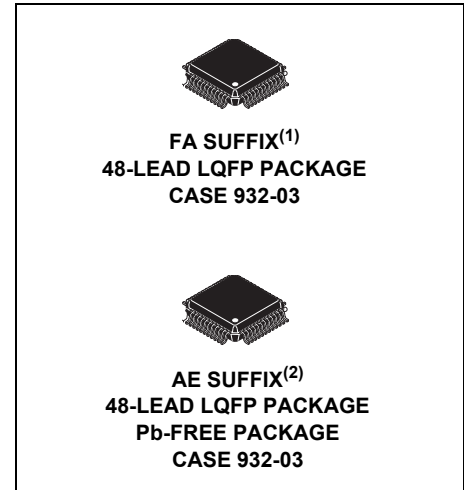 FA SUFFIX(1)
48-LEAD LQFP PACKAGE
CASE 932-03
AE SUFFIX(2)
48-LEAD LQFP PACKAGE
Pb-FREE PACKAGE
CASE 932-03